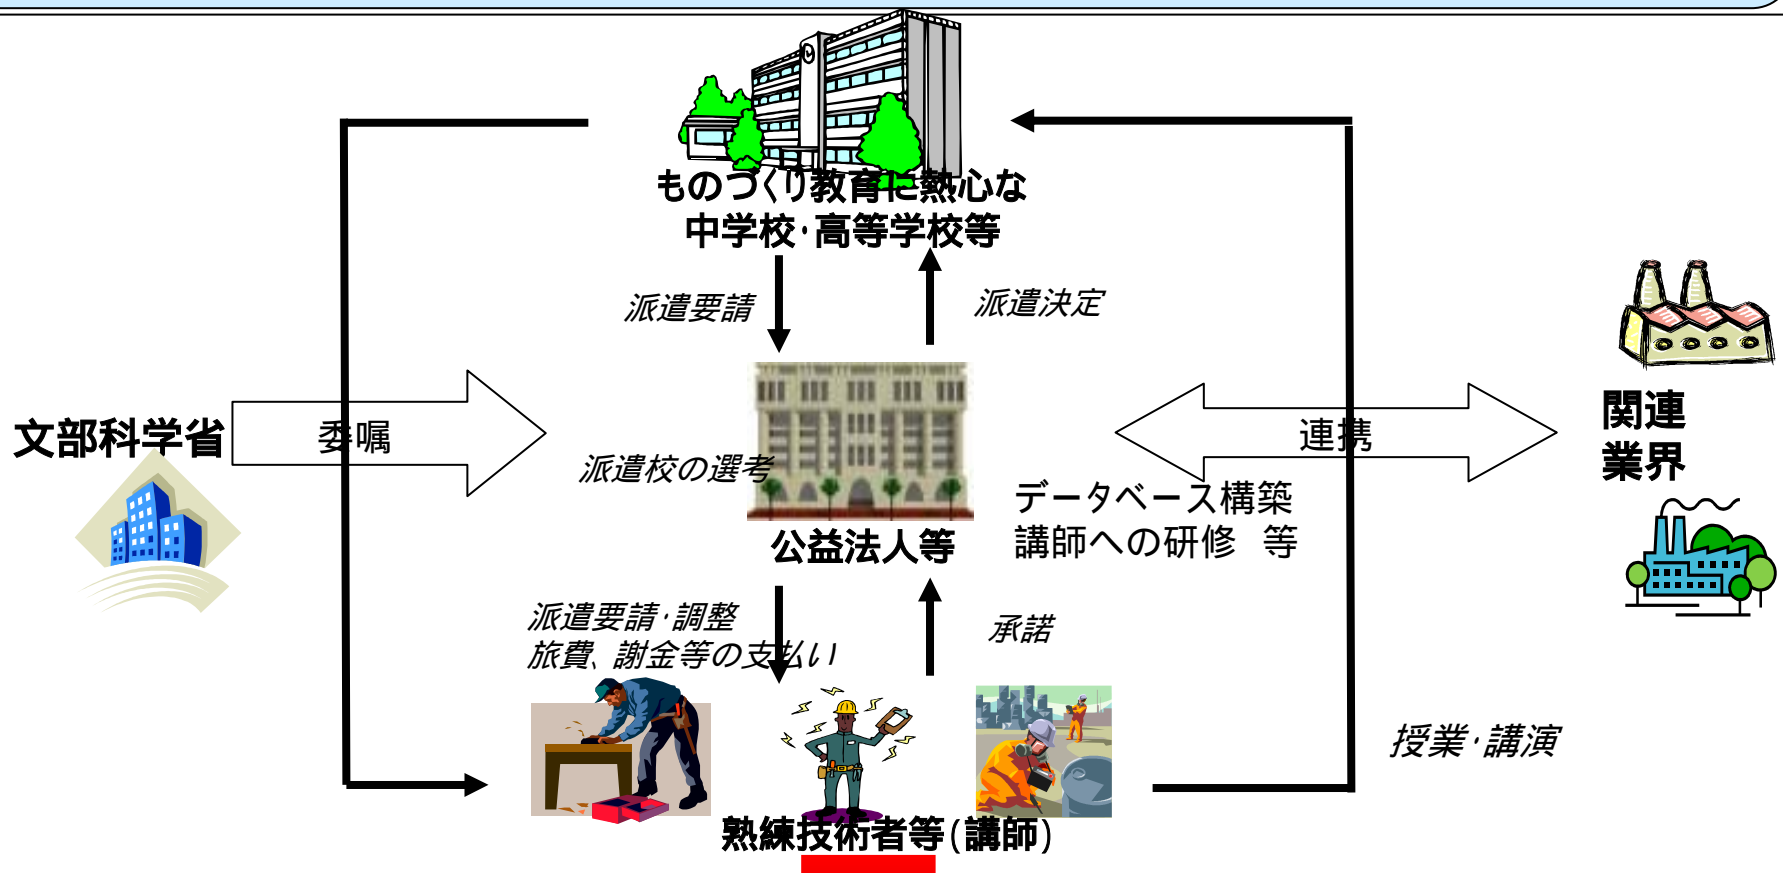 ものづくり教育に熱心な
中学校・高等学校等
派遣要請
派遣決定
文部科学省
委嘱
派遣校の選考
連携
関連
業界
データベース構築
講師への研修　等
公益法人等
派遣要請・調整
旅費、謝金等の支払い
承諾
授業・講演
熟練技術者等(講師)